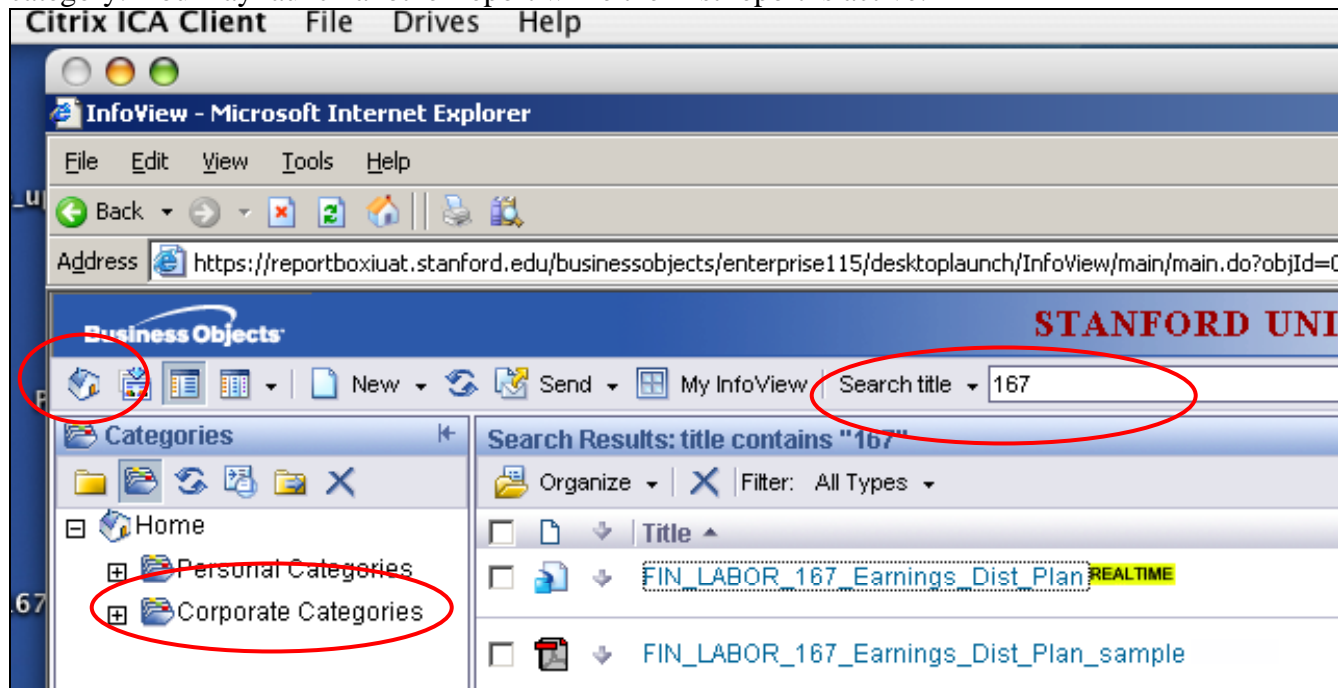 Citrix ICA Client File Drives Help
InfoView - Microsoft Internet Explorer
File Edit View Tools Help
Back
Address https://reportboxiuat.stanford.edu/businessobjects/enterprise115/desktoplaunch/InfoView/main/main.do?objId=
Business Objects STANFORD UNI
New Send My InfoView Search title 167
Categories Search Results: title contains "167"
Organize Filter: All Types
Home Title
Personal Categories FIN_LABOR_167_Earnings_Dist_Plan REALTIME
67 Corporate Categories
FIN_LABOR_167_Earnings_Dist_Plan_sample